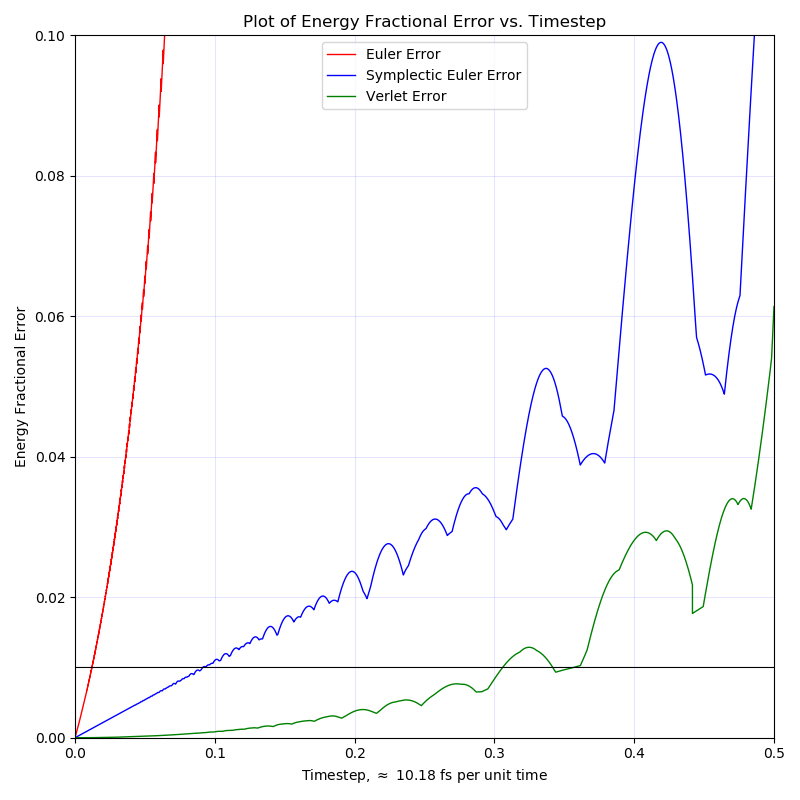 Plot of Energy Fractional Error vs. Timestep
Euler Error
Symplectic Euler Error
Verlet Error
Energy Fractional Error
0.10
0.08
0.06
0.04
0.02
0.00
0.0 0.1 0.2 0.3 0.4 0.5
Timestep, ≈ 10.18 fs per unit time